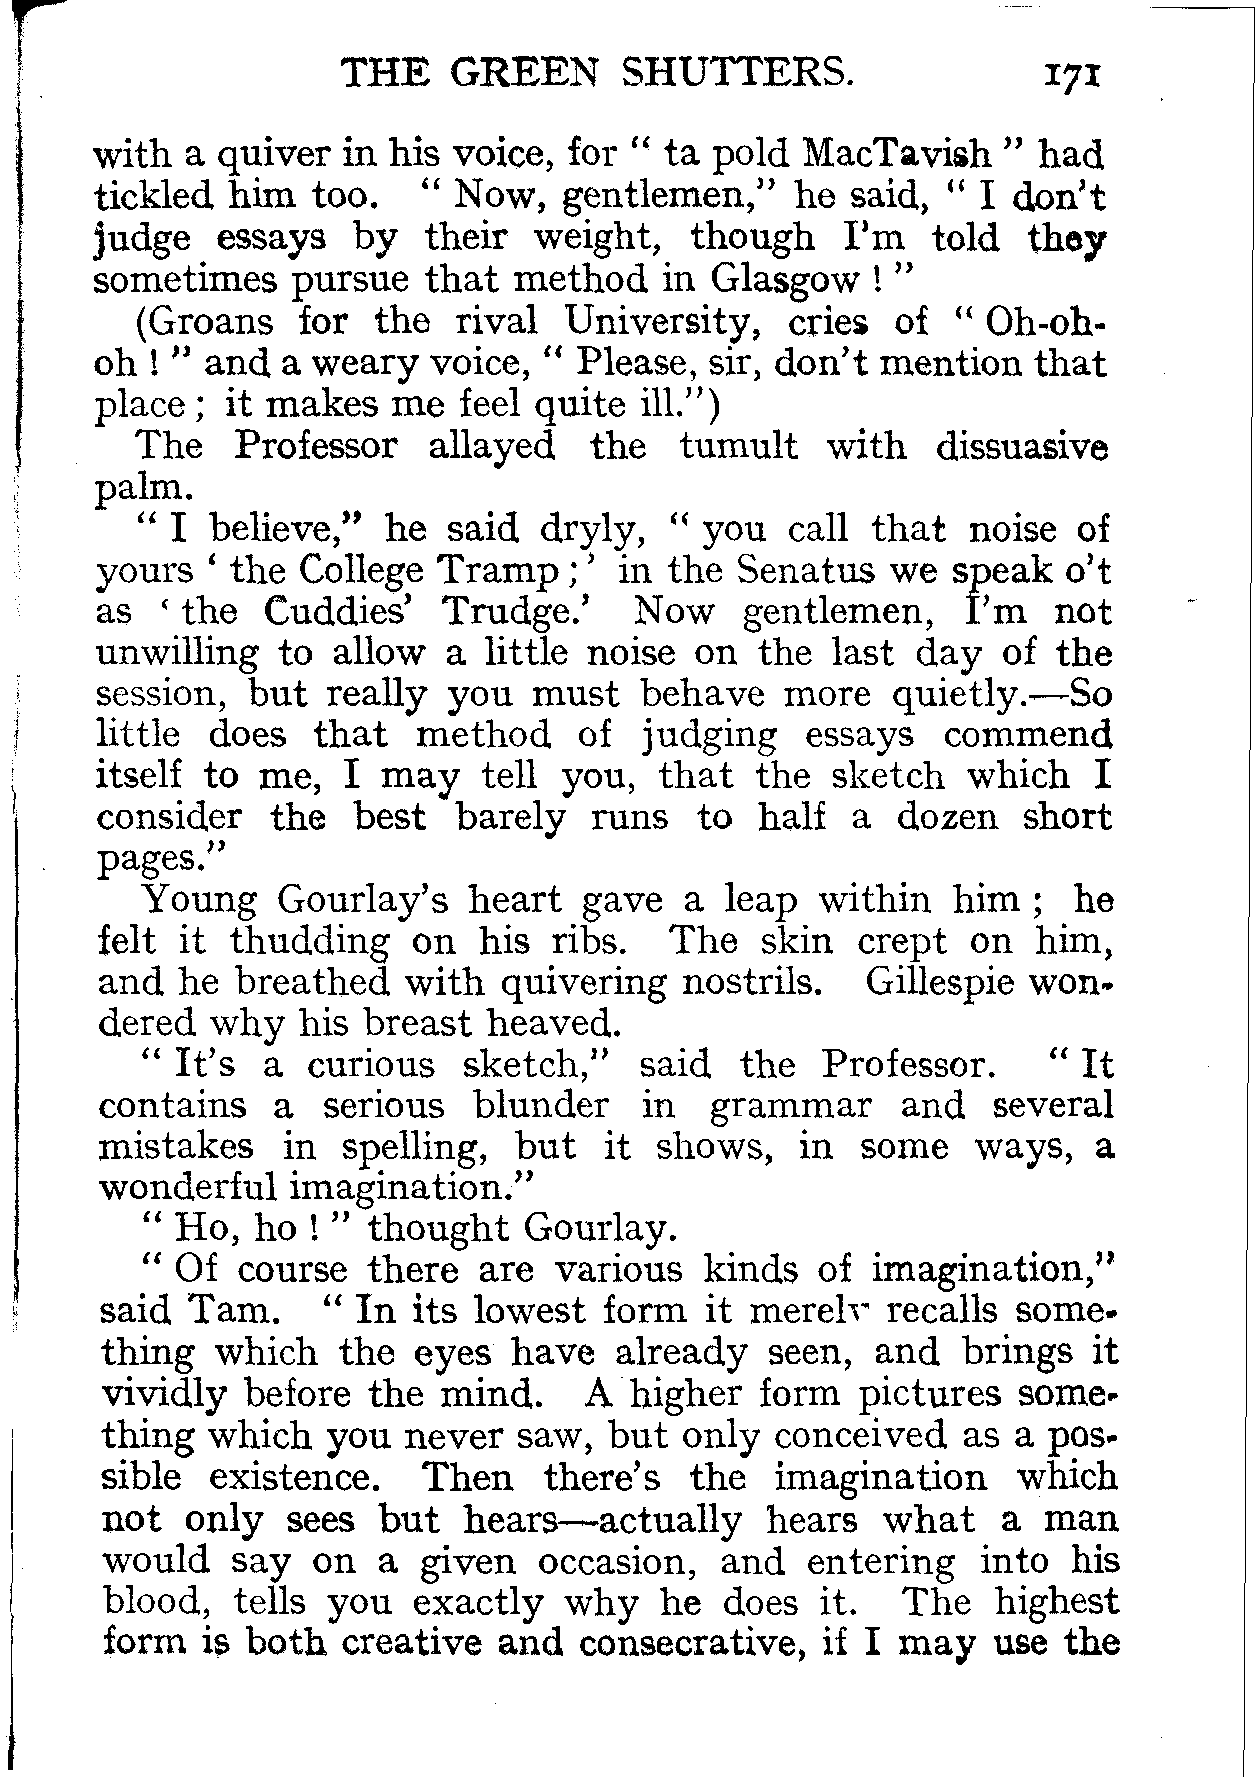 THE GREEN SHUTTERS. 171
with a quiver in his voice, for “ ta pold MacTavish ” had
tickled him too. “ Now, gentlemen,” he said, “ I don’t
judge essays by their weight, though I’m told they
sometimes pursue that method in Glasgow ! ”
(Groans for the rival University, cries of “ Oh-oh-
oh ! ” and a weary voice, “ Please, sir, don’t mention that
place ; it makes me feel quite ill.”)
The Professor allayed the tumult with dissuasive
palm.
“ I believe,” he said dryly, “ you call that noise of
yours ‘ the College Tramp ; ’ in the Senatus we speak o’t
as ‘ the Cuddies’ Trudge.’ Now gentlemen, I’m not
unwilling to allow a little noise on the last day of the
session, but really you must behave more quietly.—So
little does that method of judging essays commend
itself to me, I may tell you, that the sketch which I
consider the best barely runs to half a dozen short
pages.”
Young Gourlay’s heart gave a leap within him ; he
felt it thudding on his ribs. The skin crept on him,
and he breathed with quivering nostrils. Gillespie won-
dered why his breast heaved.
“ It’s a curious sketch,” said the Professor. “ It
contains a serious blunder in grammar and several
mistakes in spelling, but it shows, in some ways, a
wonderful imagination.”
“ Ho, ho ! ” thought Gourlay.
“ Of course there are various kinds of imagination,”
said Tam. “ In its lowest form it merely recalls some-
thing which the eyes have already seen, and brings it
vividly before the mind. A higher form pictures some-
thing which you never saw, but only conceived as a pos-
sible existence. Then there’s the imagination which
not only sees but hears—actually hears what a man
would say on a given occasion, and entering into his
blood, tells you exactly why he does it. The highest
form is both creative and consecrative, if I may use the